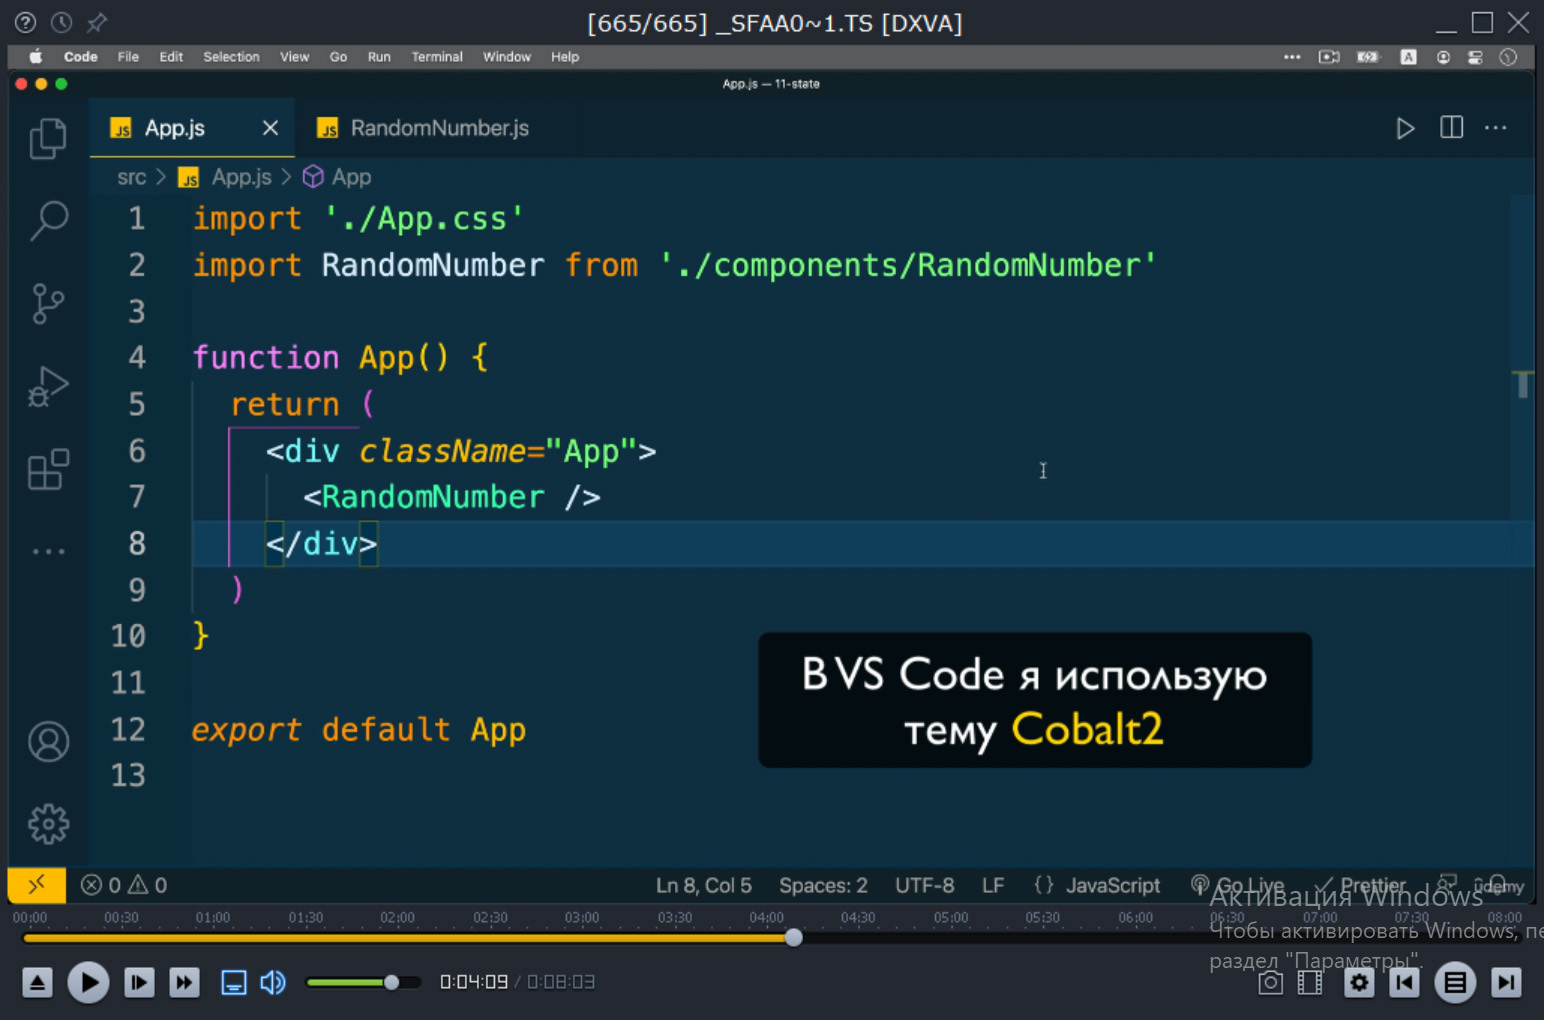 [665/665] _SFAA0~1.TS [DXVA]
Code File Edit Selection View Go Run Terminal Window Help
A
App.js — 11-state
JS App.js
JS RandomNumber.js
src > JS App.js > App
1 import './App.css'
2 import RandomNumber from './components/RandomNumber'
3
4 function App() {
5 return (
6 <div className="App">
7 <RandomNumber />
8 </div>
9 )
10 }
11
12 export default App
13
В VS Code я использую
тему Cobalt2
0 0
Ln 8, Col 5 Spaces: 2 UTF-8 LF {} JavaScript Go Live Prettier
ûdemy
Активация Windows
Чтобы активировать Windows, пе
раздел "Параметры".
00:00 00:30 01:00 01:30 02:00 02:30 03:00 03:30 04:00 04:30 05:00 05:30 06:00 06:30 07:00 07:30 08:00
0:04:09 / 0:08:03